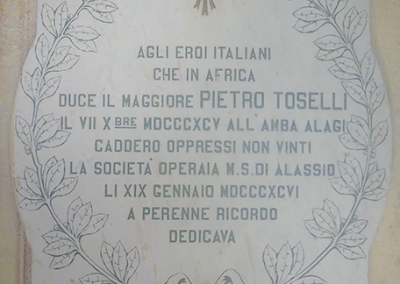 AGLI EROI ITALIANI
CHE IN AFRICA
DUCE IL MAGGIORE PIETRO TOSELLI
IL VII XBRE MDCCCXCV ALL'AMBA ALAGI
CADDERO OPPRESSI NON VINTI
LA SOCIETÀ OPERAIA M.S. DI ALASSIO
LI XIX GENNAIO MDCCCXCVI
A PERENNE RICORDO
DEDICAVA